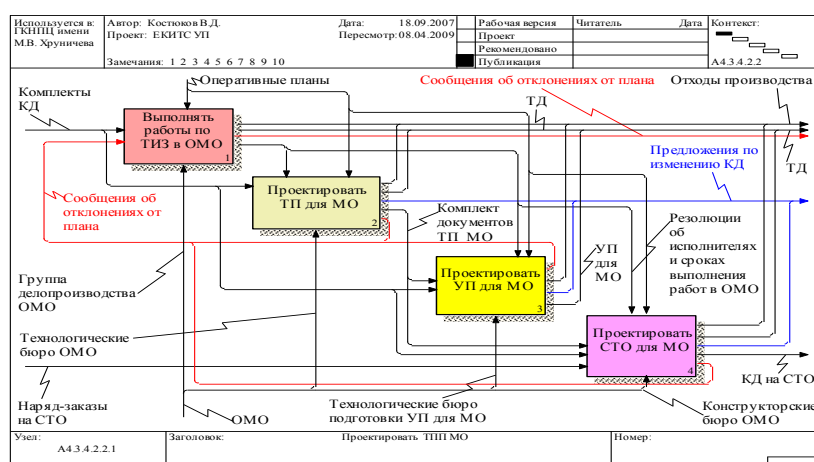 Используется в:
ГКНПЦ имени
М.В. Хруничева
Автор: Костюков В.Д.
Проект: ЕКИТС УП
Замечания: 1 2 3 4 5 6 7 8 9 10
Дата: 18.09.2007
Пересмотр: 08.04.2009
Рабочая версия
Проект
Рекомендовано
Публикация
Читатель Дата
Контекст:
A4.3.4.2.2
Комплекты
КД
Оперативные планы
Сообщения об отклонениях от плана
Отходы производства
ТД
ТД
Выполнять
работы по
ТИЗ в ОМО
1
Предложения по
изменению КД
Проектировать
ТП для МО
2
Сообщения об
отклонениях от
плана
Комплект
документов
ТП МО
УП
для
МО
Резолюции
об
исполнителях
и сроках
выполнения
работ в ОМО
Проектировать
УП для МО
3
Группа
делопроизводства
ОМО
Технологические
бюро ОМО
Проектировать
СТО для МО
4
КД на СТО
Наряд-заказы
на СТО
ОМО
Технологические бюро
подготовки УП для МО
Конструкторские
бюро ОМО
Узел:
A4.3.4.2.2.1
Заголовок:
Проектировать ТПП МО
Номер: